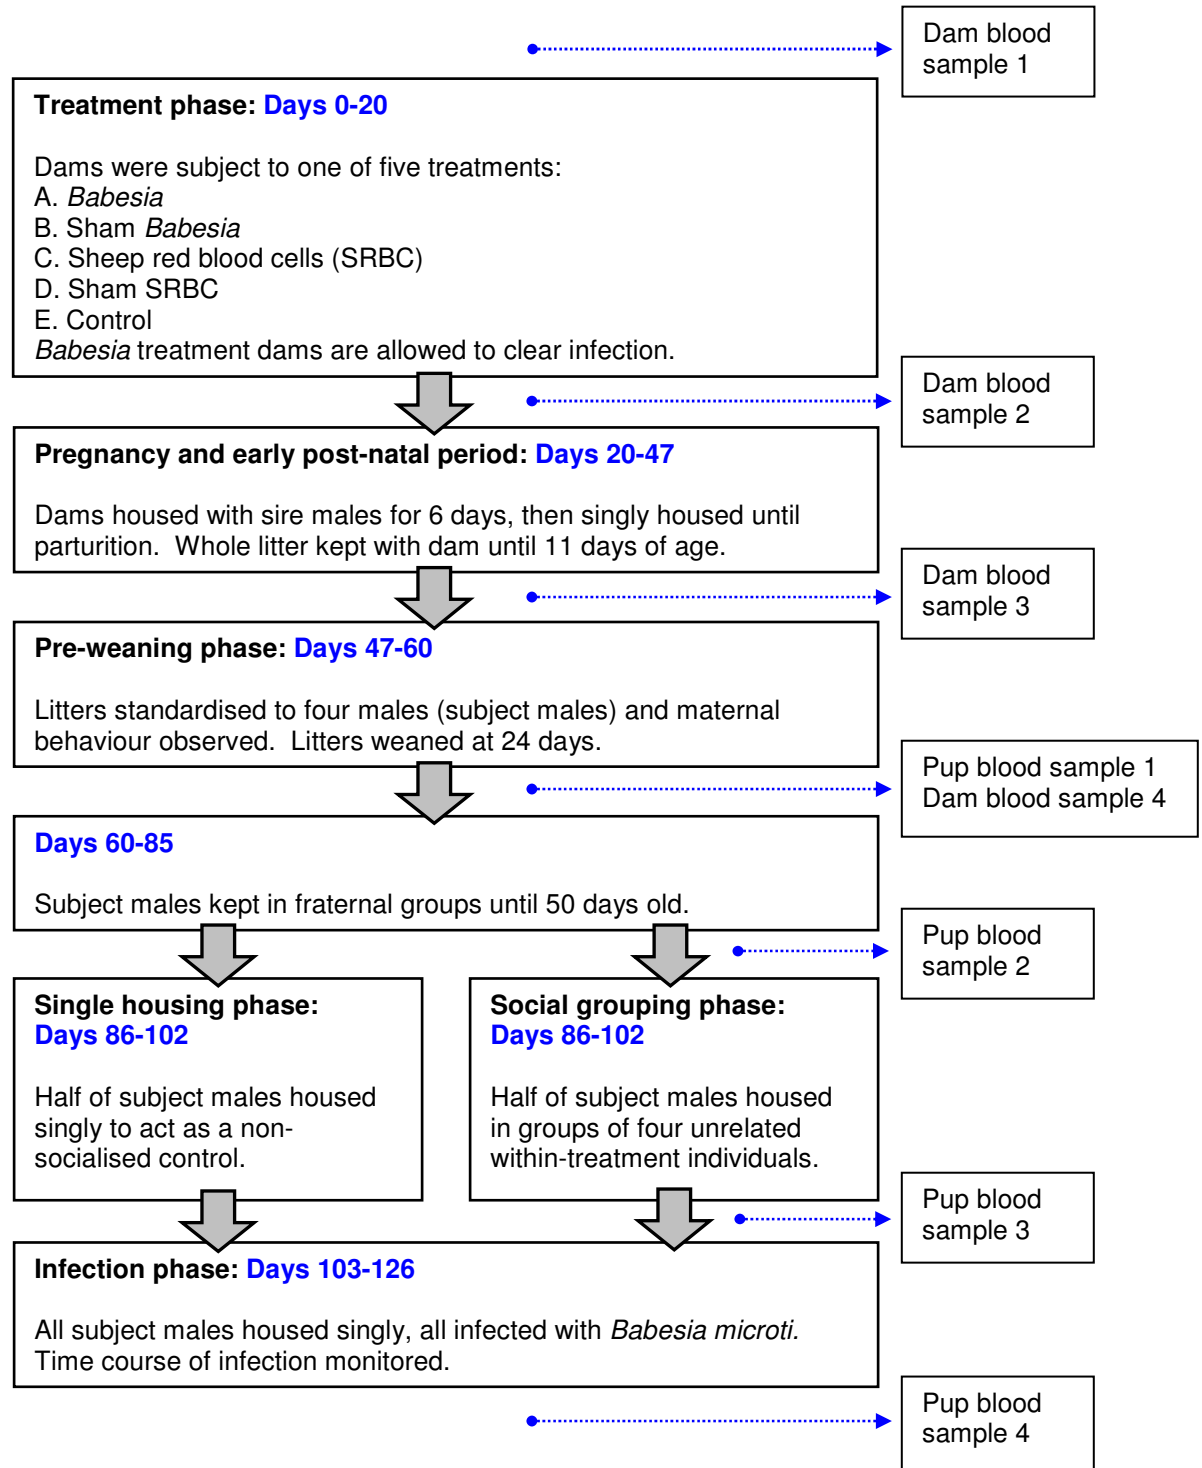 Dam blood
sample 1
Treatment phase: Days 0-20
Dams were subject to one of five treatments:
A. Babesia
B. Sham Babesia
C. Sheep red blood cells (SRBC)
D. Sham SRBC
E. Control
Babesia treatment dams are allowed to clear infection.
Dam blood
sample 2
Pregnancy and early post-natal period: Days 20-47
Dams housed with sire males for 6 days, then singly housed until
parturition.  Whole litter kept with dam until 11 days of age.
Dam blood
sample 3
Pre-weaning phase: Days 47-60
Litters standardised to four males (subject males) and maternal
behaviour observed.  Litters weaned at 24 days.
Pup blood sample 1
Dam blood sample 4
Days 60-85
Subject males kept in fraternal groups until 50 days old.
Pup blood
sample 2
Single housing phase:
Days 86-102
Half of subject males housed
singly to act as a non-
socialised control.
Social grouping phase:
Days 86-102
Half of subject males housed
in groups of four unrelated
within-treatment individuals.
Pup blood
sample 3
Infection phase: Days 103-126
All subject males housed singly, all infected with Babesia microti.
Time course of infection monitored.
Pup blood
sample 4